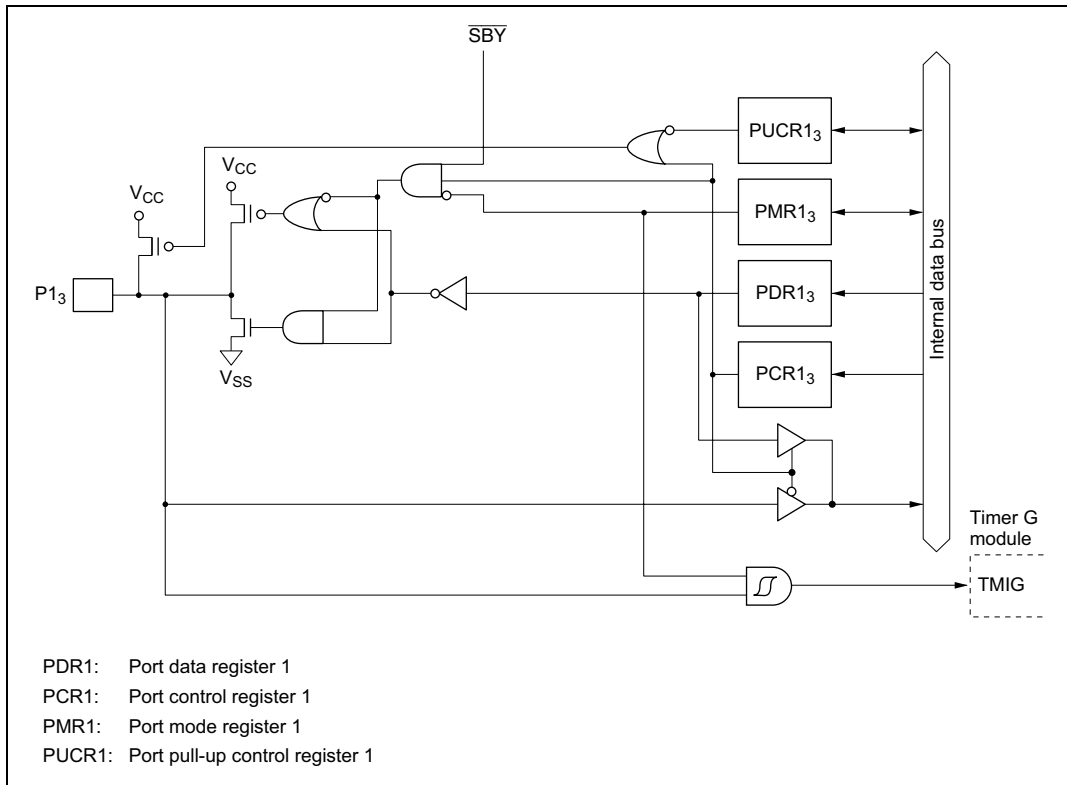 SBY
PUCR1₃
V_CC
V_CC
PMR1₃
P1₃
PDR1₃
Internal data bus
PCR1₃
V_SS
Timer G
module
TMIG
PDR1: Port data register 1
PCR1: Port control register 1
PMR1: Port mode register 1
PUCR1: Port pull-up control register 1